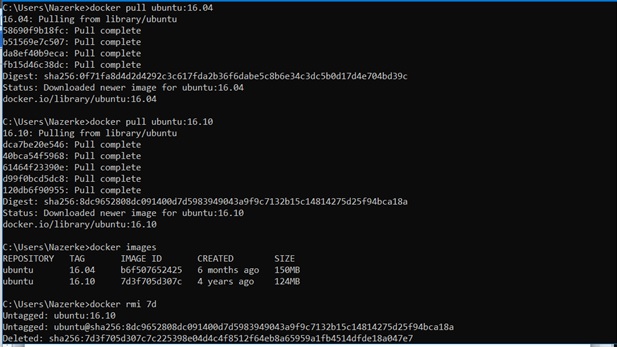 C:\Users\Nazerke>docker pull ubuntu:16.04
16.04: Pulling from library/ubuntu
58690f9b18fc: Pull complete
b51569e7c507: Pull complete
da8ef40b9eca: Pull complete
fb15d46c38dc: Pull complete
Digest: sha256:0f71fa8d4d2d4292c3c617fda2b36f6dabe5c8b6e34c3dc5b0d17d4e704bd39c
Status: Downloaded newer image for ubuntu:16.04
docker.io/library/ubuntu:16.04
C:\Users\Nazerke>docker pull ubuntu:16.10
16.10: Pulling from library/ubuntu
dca7be20e546: Pull complete
40bca54f5968: Pull complete
61464f23390e: Pull complete
d99f0bcd5dc8: Pull complete
120db6f90955: Pull complete
Digest: sha256:8dc9652808dc091400d7d5983949043a9f9c7132b15c14814275d25f94bca18a
Status: Downloaded newer image for ubuntu:16.10
docker.io/library/ubuntu:16.10
C:\Users\Nazerke>docker images
REPOSITORY TAG IMAGE ID CREATED SIZE
ubuntu 16.04 b6f507652425 6 months ago 150MB
ubuntu 16.10 7d3f705d307c 4 years ago 124MB
C:\Users\Nazerke>docker rmi 7d
Untagged: ubuntu:16.10
Untagged: ubuntu@sha256:8dc9652808dc091400d7d5983949043a9f9c7132b15c14814275d25f94bca18a
Deleted: sha256:7d3f705d307c7c225398e04d4c4f8512f64eb8a65959a1fb4514dfde18a047e7